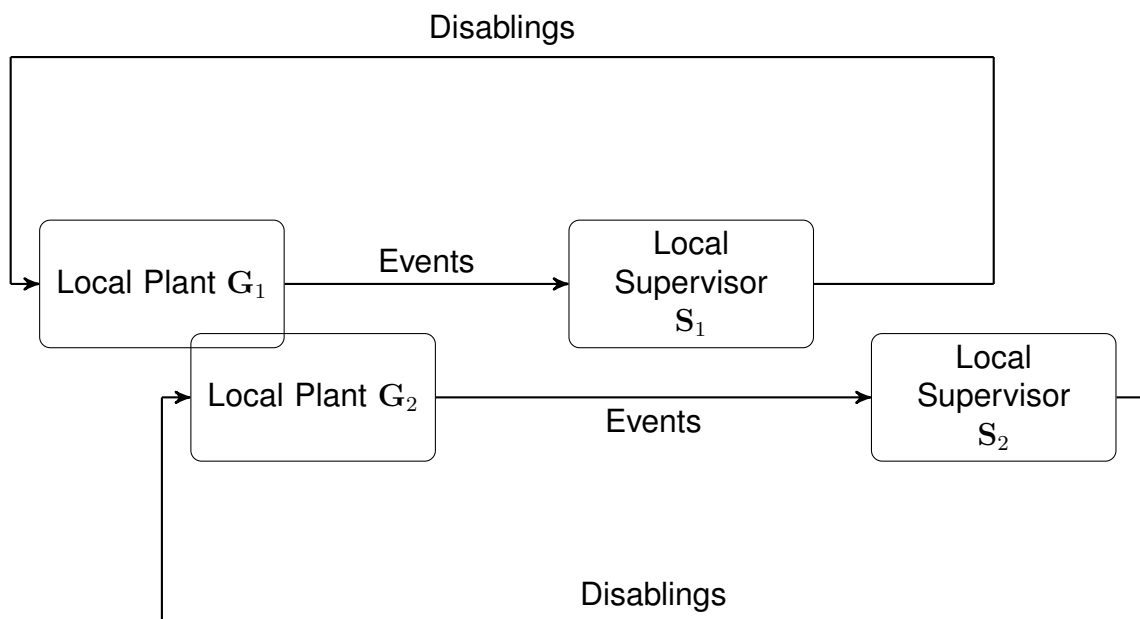 Disablings
Local Plant G₁
Events
Local
Supervisor
S₁
Local Plant G₂
Events
Local
Supervisor
S₂
Disablings